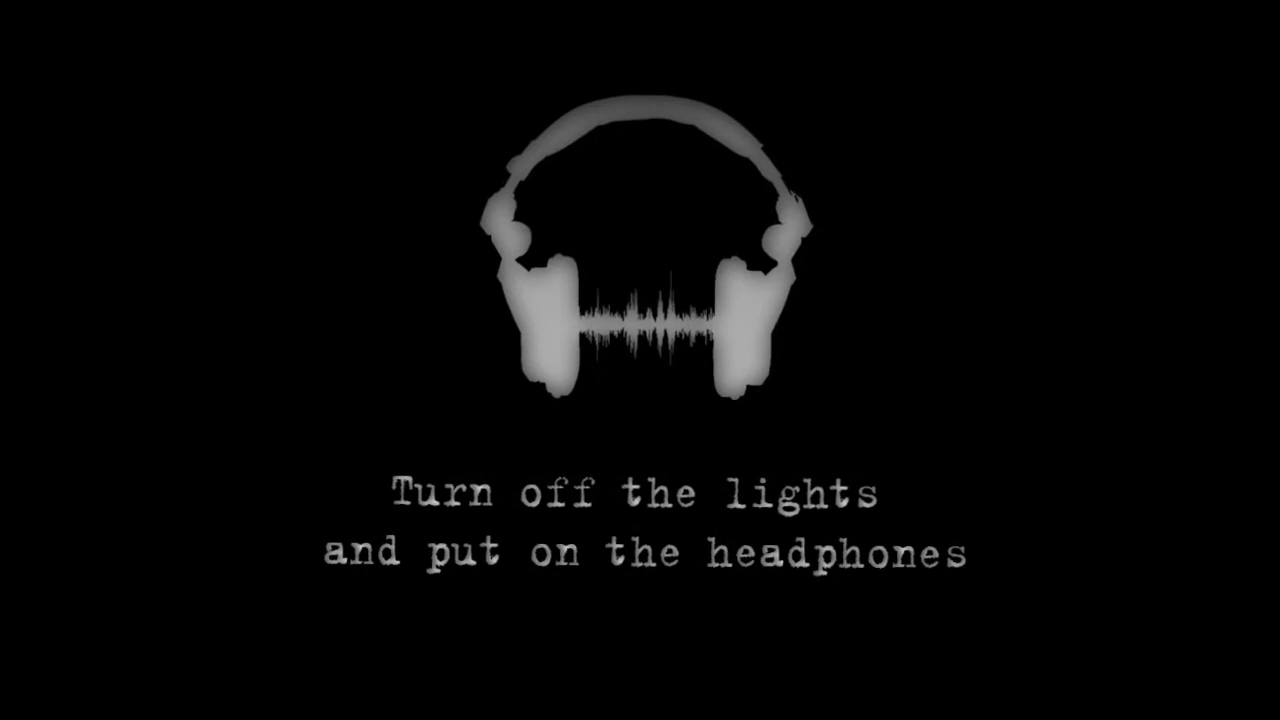 Turn off the lights
and put on the headphones